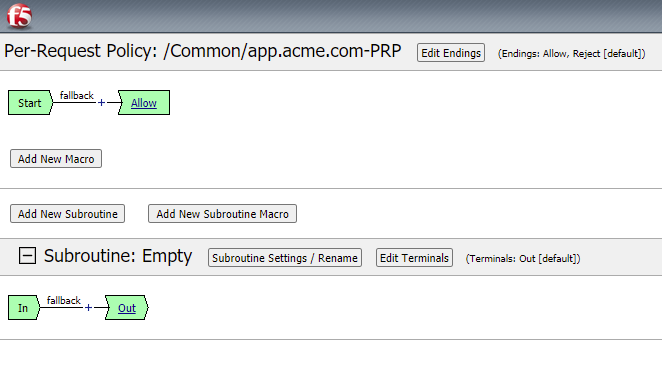 f5
Per-Request Policy: /Common/app.acme.com-PRP Edit Endings (Endings: Allow, Reject [default])
Start fallback + Allow
Add New Macro
Add New Subroutine Add New Subroutine Macro
Subroutine: Empty Subroutine Settings / Rename Edit Terminals (Terminals: Out [default])
In fallback + Out